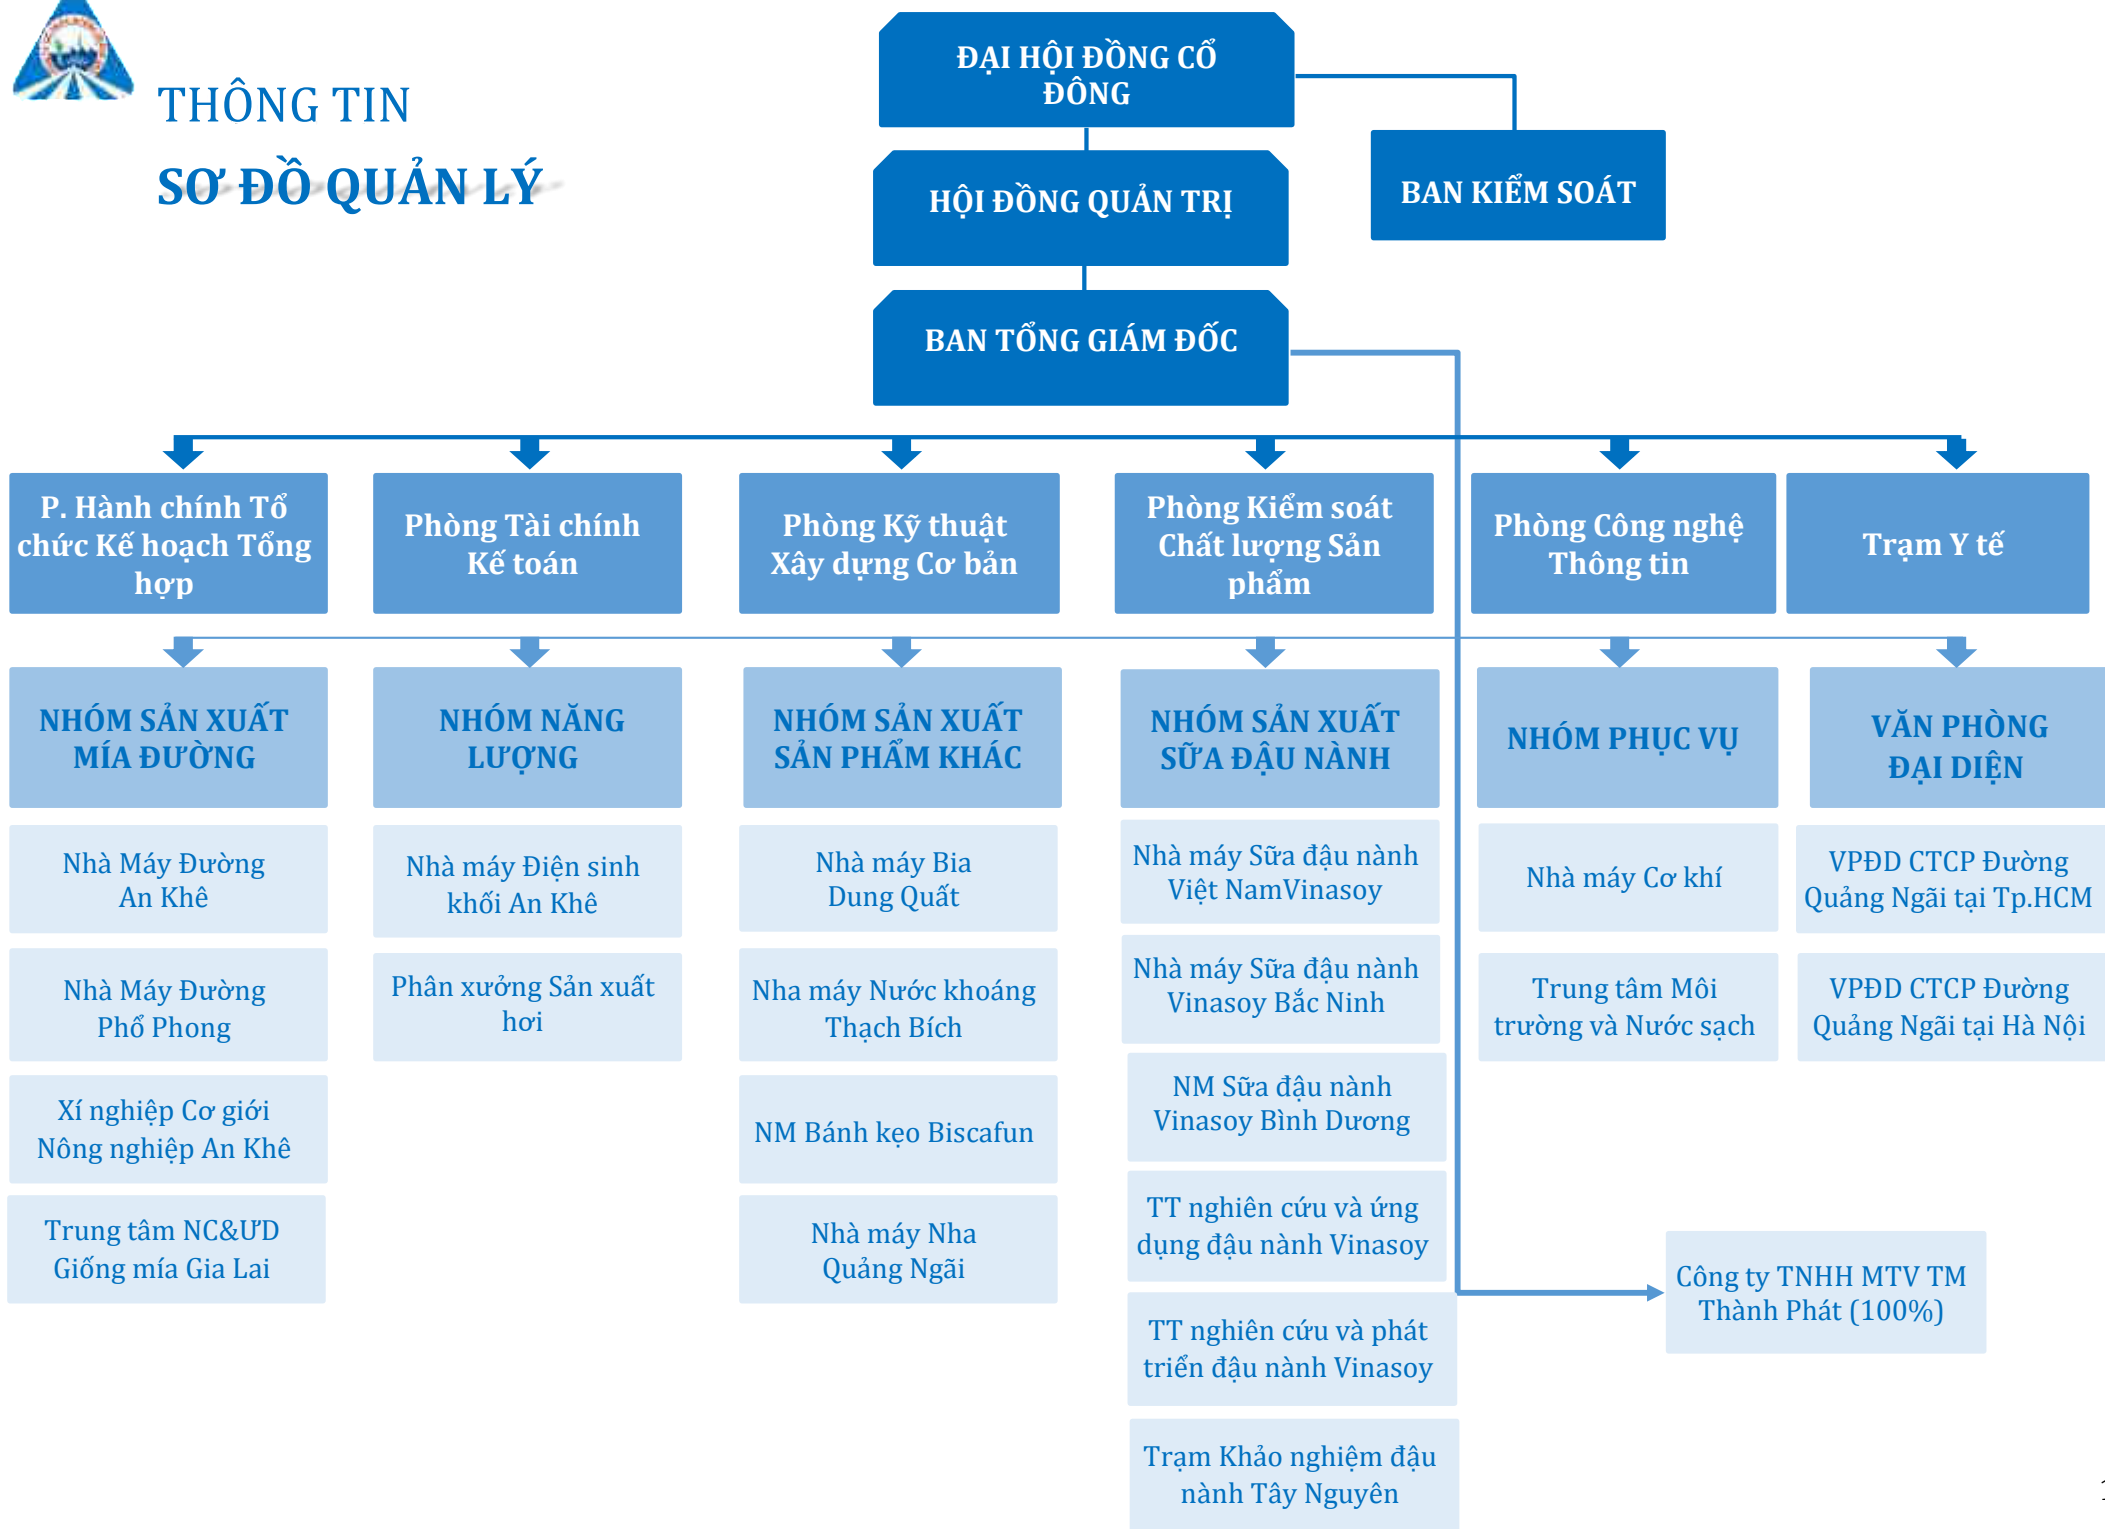 THÔNG TIN
SƠ ĐỒ QUẢN LÝ
ĐẠI HỘI ĐỒNG CỔ
ĐÔNG
BAN KIỂM SOÁT
HỘI ĐỒNG QUẢN TRỊ
BAN TỔNG GIÁM ĐỐC
P. Hành chính Tổ
chức Kế hoạch Tổng
hợp
Phòng Tài chính
Kế toán
Phòng Kỹ thuật
Xây dựng Cơ bản
Phòng Kiểm soát
Chất lượng Sản
phẩm
Phòng Công nghệ
Thông tin
Trạm Y tế
NHÓM SẢN XUẤT
MÍA ĐƯỜNG
NHÓM NĂNG
LƯỢNG
NHÓM SẢN XUẤT
SẢN PHẨM KHÁC
NHÓM SẢN XUẤT
SỮA ĐẬU NÀNH
NHÓM PHỤC VỤ
VĂN PHÒNG
ĐẠI DIỆN
Nhà Máy Đường
An Khê
Nhà Máy Đường
Phổ Phong
Xí nghiệp Cơ giới
Nông nghiệp An Khê
Trung tâm NC&ƯD
Giống mía Gia Lai
Nhà máy Điện sinh
khối An Khê
Phân xưởng Sản xuất
hơi
Nhà máy Bia
Dung Quất
Nha máy Nước khoáng
Thạch Bích
NM Bánh kẹo Biscafun
Nhà máy Nha
Quảng Ngãi
Nhà máy Sữa đậu nành
Việt NamVinasoy
Nhà máy Sữa đậu nành
Vinasoy Bắc Ninh
NM Sữa đậu nành
Vinasoy Bình Dương
TT nghiên cứu và ứng
dụng đậu nành Vinasoy
TT nghiên cứu và phát
triển đậu nành Vinasoy
Trạm Khảo nghiệm đậu
nành Tây Nguyên
Nhà máy Cơ khí
Trung tâm Môi
trường và Nước sạch
VPĐD CTCP Đường
Quảng Ngãi tại Tp.HCM
VPĐD CTCP Đường
Quảng Ngãi tại Hà Nội
Công ty TNHH MTV TM
Thành Phát (100%)